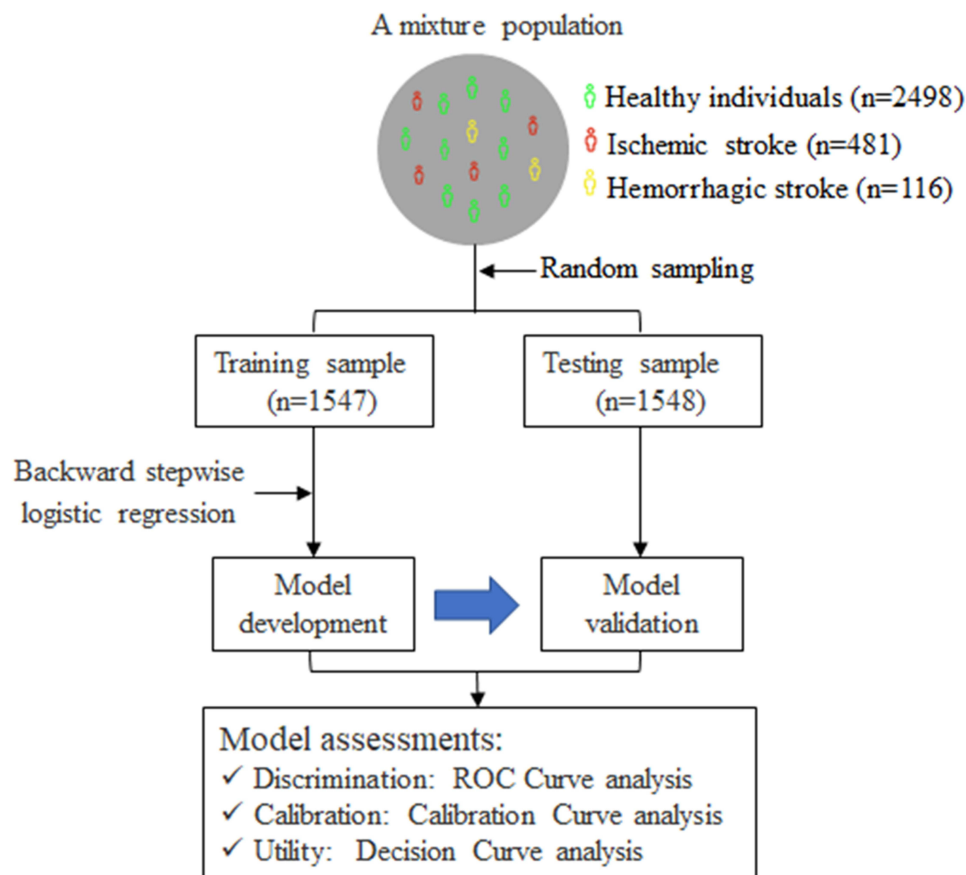 A mixture population
Healthy individuals (n=2498)
Ischemic stroke (n=481)
Hemorrhagic stroke (n=116)
Random sampling
Training sample
(n=1547)
Testing sample
(n=1548)
Backward stepwise
logistic regression
Model
development
Model
validation
Model assessments:
✓ Discrimination: ROC Curve analysis
✓ Calibration: Calibration Curve analysis
✓ Utility: Decision Curve analysis